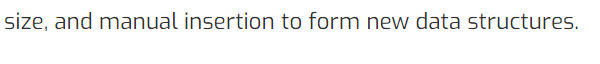 size, and manual insertion to form new data structures.